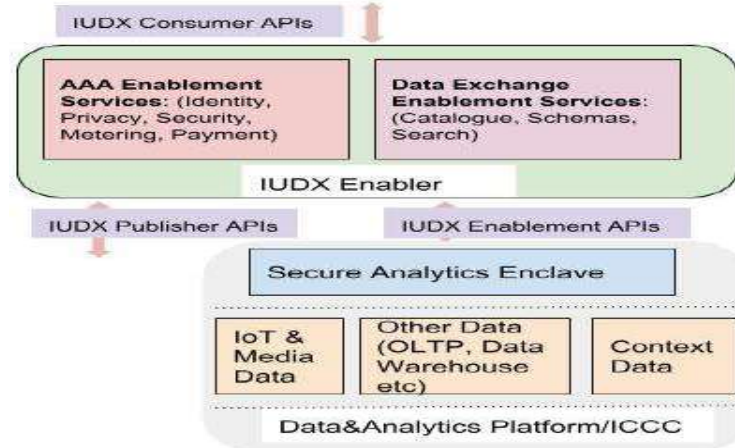 IUDX Consumer APIs
AAA Enablement
Services: (Identity,
Privacy, Security,
Metering, Payment)
Data Exchange
Enablement Services:
(Catalogue, Schemas,
Search)
IUDX Enabler
IUDX Publisher APIs
IUDX Enablement APIs
Secure Analytics Enclave
IoT &
Media
Data
Other Data
(OLTP, Data
Warehouse
etc)
Context
Data
Data&Analytics Platform/ICCC